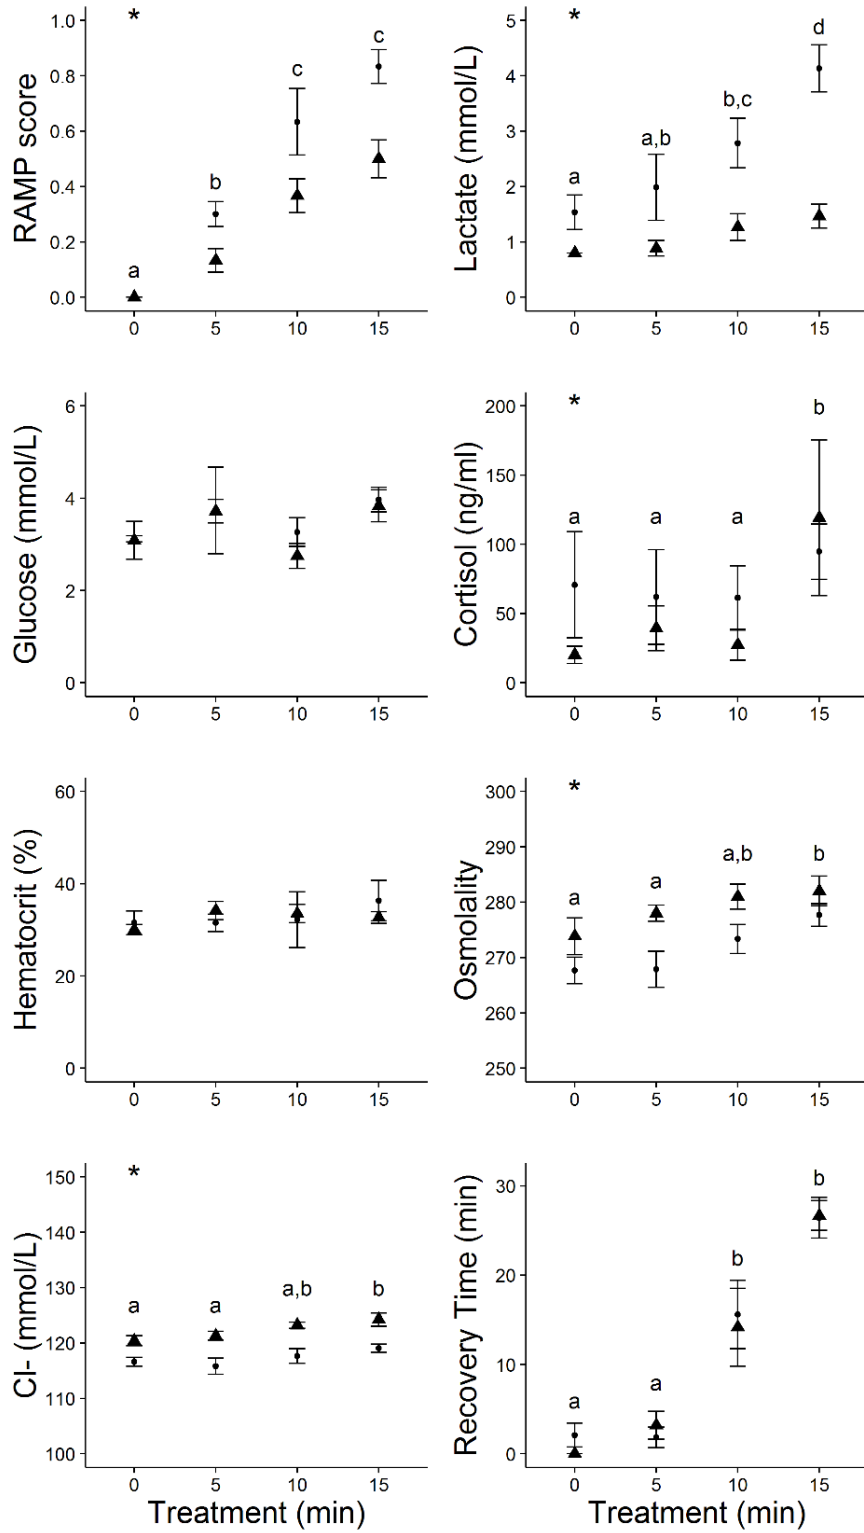 *
RAMP score
1.0
0.8
0.6
0.4
0.2
0.0
a
b
c
c
0 5 10 15
*
Lactate (mmol/L)
5
4
3
2
1
0
a
a,b
b,c
d
0 5 10 15
Glucose (mmol/L)
6
4
2
0
0 5 10 15
*
Cortisol (ng/ml)
200
150
100
50
0
a
a
a
b
0 5 10 15
Hematocrit (%)
60
40
20
0
0 5 10 15
*
Osmolality
300
290
280
270
260
250
a
a
a,b
b
0 5 10 15
*
Cl- (mmol/L)
150
140
130
120
110
100
a
a
a,b
b
0 5 10 15
Treatment (min)
Recovery Time (min)
30
20
10
0
a
a
b
b
0 5 10 15
Treatment (min)